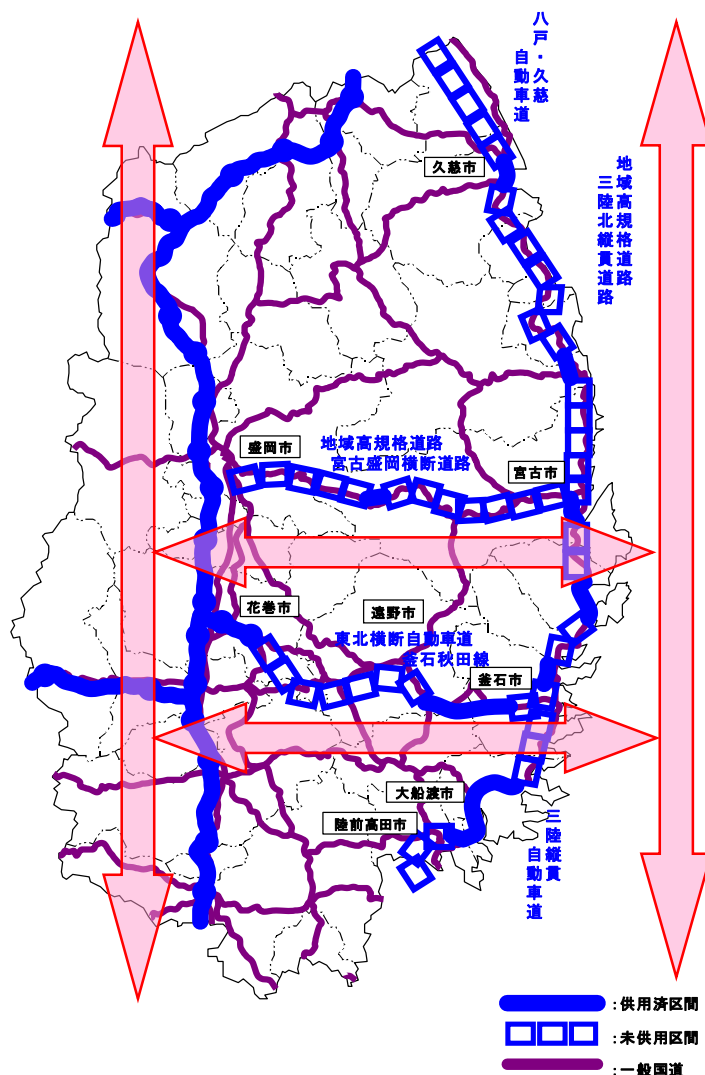 八戸・久慈
自動車道
久慈市
地域高規格道路
三陸北縦貫道路
盛岡市
地域高規格道路
宮古盛岡横断道路
宮古市
花巻市
遠野市
東北横断自動車道
釜石秋田線
釜石市
大船渡市
陸前高田市
三陸縦貫
自動車道
:供用済区間
:未供用区間
:一般国道